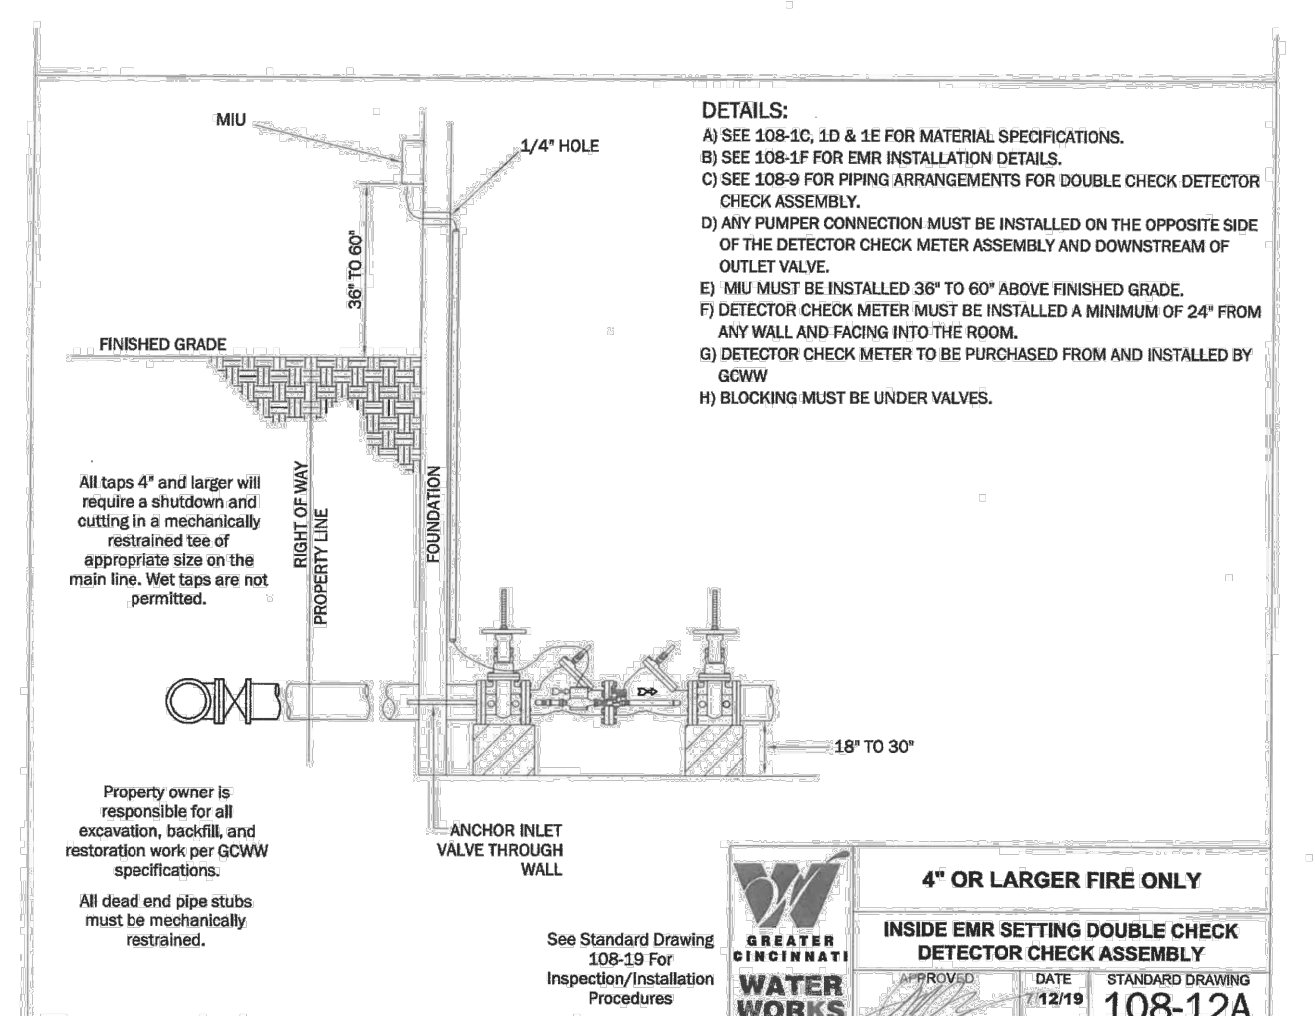 MIU
1/4" HOLE
36" TO 60"
FINISHED GRADE
DETAILS:
A) SEE 108-1C, 1D & 1E FOR MATERIAL SPECIFICATIONS.
B) SEE 108-1F FOR EMR INSTALLATION DETAILS.
C) SEE 108-9 FOR PIPING ARRANGEMENTS FOR DOUBLE CHECK DETECTOR
CHECK ASSEMBLY.
D) ANY PUMPER CONNECTION MUST BE INSTALLED ON THE OPPOSITE SIDE
OF THE DETECTOR CHECK METER ASSEMBLY AND DOWNSTREAM OF
OUTLET VALVE.
E) MIU MUST BE INSTALLED 36" TO 60" ABOVE FINISHED GRADE.
F) DETECTOR CHECK METER MUST BE INSTALLED A MINIMUM OF 24" FROM
ANY WALL AND FACING INTO THE ROOM.
G) DETECTOR CHECK METER TO BE PURCHASED FROM AND INSTALLED BY
GCWW
H) BLOCKING MUST BE UNDER VALVES.
All taps 4" and larger will
require a shutdown and
cutting in a mechanically
restrained tee of
appropriate size on the
main line. Wet taps are not
permitted.
RIGHT OF WAY
PROPERTY LINE
FOUNDATION
18" TO 30"
ANCHOR INLET
VALVE THROUGH
WALL
Property owner is
responsible for all
excavation, backfill, and
restoration work per GCWW
specifications.
All dead end pipe stubs
must be mechanically
restrained.
See Standard Drawing
108-19 For
Inspection/Installation
Procedures
GREATER
CINCINNATI
WATER
WORKS
4" OR LARGER FIRE ONLY
INSIDE EMR SETTING DOUBLE CHECK
DETECTOR CHECK ASSEMBLY
APPROVED
DATE
12/19
STANDARD DRAWING
108-12A